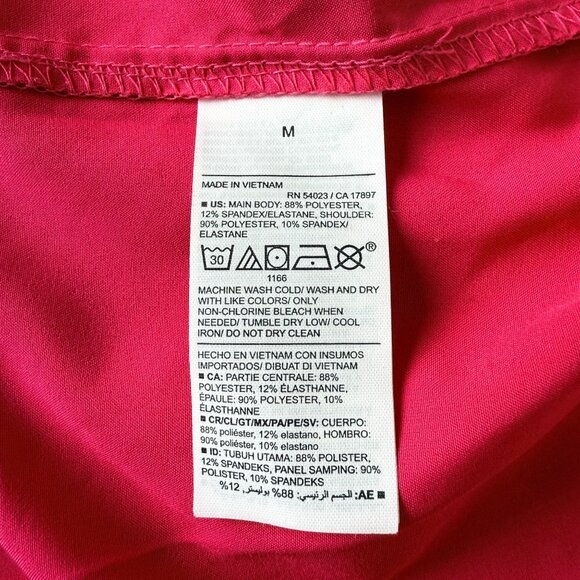 M
MADE IN VIETNAM
RN 54023 / CA 17897
■ US: MAIN BODY: 88% POLYESTER,
12% SPANDEX/ELASTANE, SHOULDER:
90% POLYESTER, 10% SPANDEX/
ELASTANE
30 ®
1166
MACHINE WASH COLD/ WASH AND DRY
WITH LIKE COLORS/ ONLY
NON-CHLORINE BLEACH WHEN
NEEDED/ TUMBLE DRY LOW/ COOL
IRON/ DO NOT DRY CLEAN
HECHO EN VIETNAM CON INSUMOS
IMPORTADOS/ DIBUAT DI VIETNAM
■ CA: PARTIE CENTRALE: 88%
POLYESTER, 12% ÉLASTHANNE,
ÉPAULE: 90% POLYESTER, 10%
ÉLASTHANNE
■ CR/CL/GT/MX/PA/PE/SV: CUERPO:
88% poliéster, 12% elastano, HOMBRO:
90% poliéster, 10% elastano
■ ID: TUBUH UTAMA: 88% POLISTER,
12% SPANDEKS, PANEL SAMPING: 90%
POLISTER, 10% SPANDEKS
■ AE: الجسم الرئيسي: 88% بوليستر, 12%